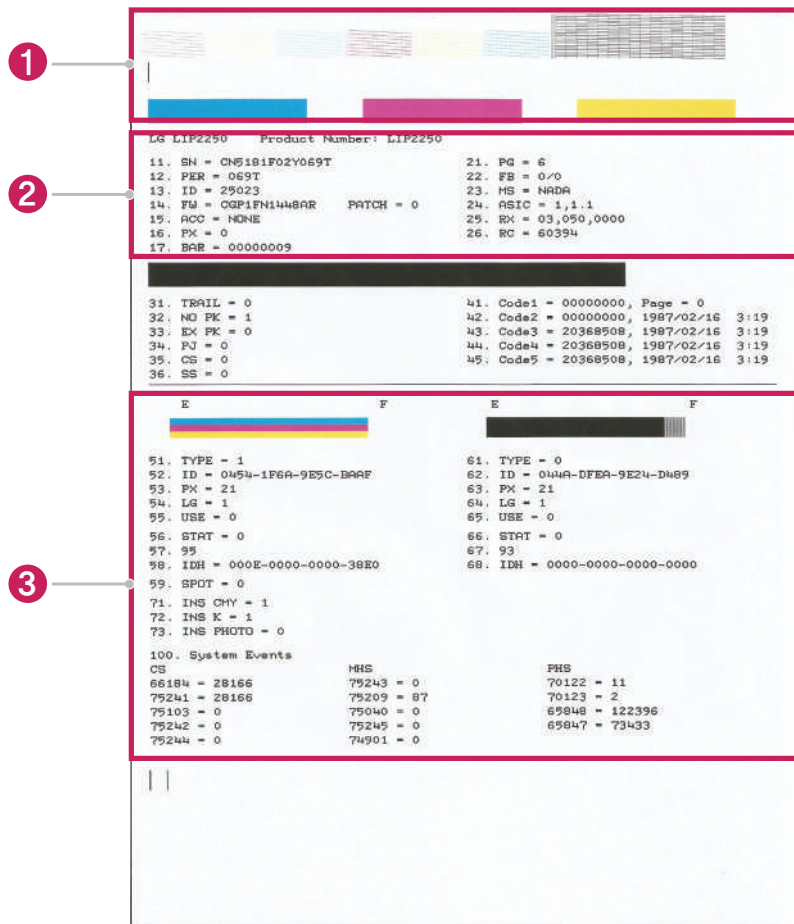 1
LG LIP2250 Product Number: LIP2250
2
11. SN = CN5181F02Y069T 21. PG = 6
12. PER = 069T 22. FB = 0/0
13. ID = 25023 23. MS = NADA
14. FW = CGP1FN1448AR PATCH = 0 24. ASIC = 1,1.1
15. ACC = NONE 25. RX = 03,050,0000
16. PX = 0 26. RC = 60394
17. BAR = 00000009
31. TRAIL = 0 41. Code1 = 00000000, Page = 0
32. NO PK = 1 42. Code2 = 00000000, 1987/02/16 3:19
33. EX PK = 0 43. Code3 = 20368508, 1987/02/16 3:19
34. PJ = 0 44. Code4 = 20368508, 1987/02/16 3:19
35. CS = 0 45. Code5 = 20368508, 1987/02/16 3:19
36. SS = 0
E F E F
51. TYPE = 1 61. TYPE = 0
52. ID = 0454-1F6A-9E5C-BAAF 62. ID = 044A-DFEA-9E24-D489
53. PX = 21 63. PX = 21
54. LG = 1 64. LG = 1
55. USE = 0 65. USE = 0
56. STAT = 0 66. STAT = 0
57. 95 67. 93
58. IDH = 000E-0000-0000-38E0 68. IDH = 0000-0000-0000-0000
3
59. SPOT = 0
71. INS CMY = 1
72. INS K = 1
73. INS PHOTO = 0
100. System Events
CS MHS PHS
66184 = 28166 75243 = 0 70122 = 11
75241 = 28166 75209 = 87 70123 = 2
75103 = 0 75040 = 0 65848 = 122396
75242 = 0 75245 = 0 65847 = 73433
75244 = 0 74901 = 0